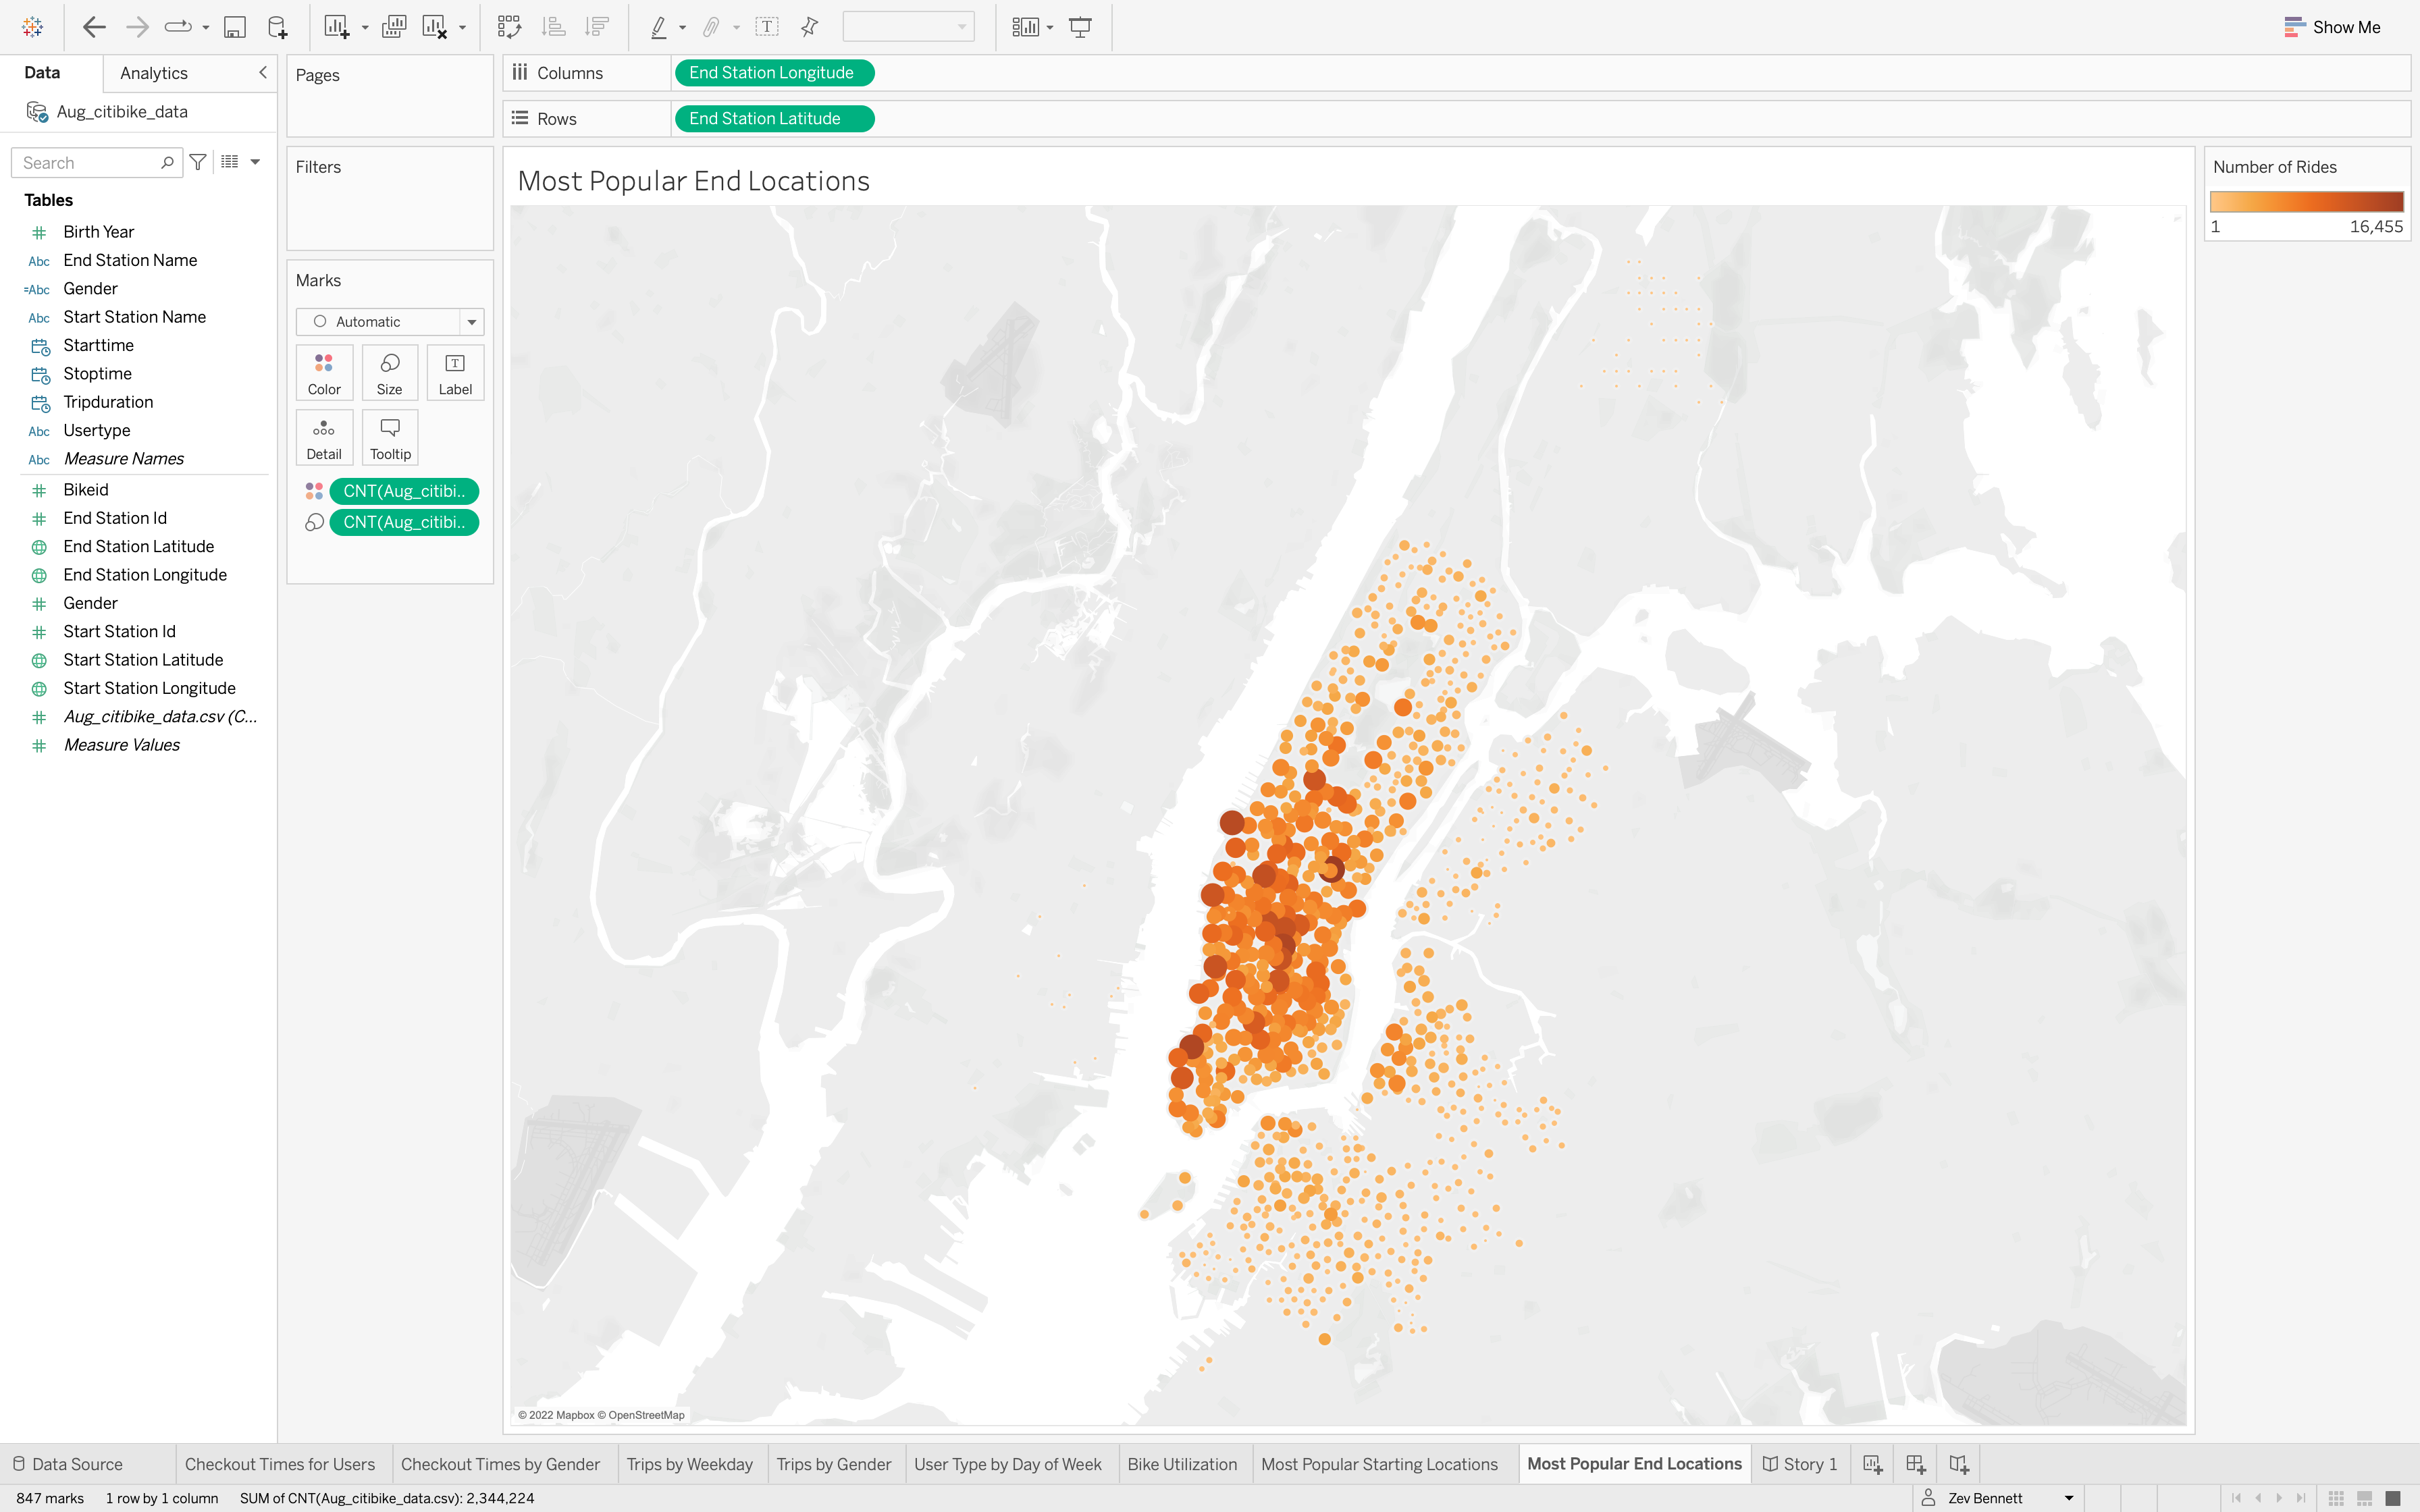 Show Me
Data
Analytics
Aug_citibike_data
Search
Tables
Birth Year
Abc End Station Name
=Abc Gender
Abc Start Station Name
Starttime
Stoptime
Tripduration
Abc Usertype
Abc Measure Names
Bikeid
End Station Id
End Station Latitude
End Station Longitude
Gender
Start Station Id
Start Station Latitude
Start Station Longitude
Aug_citibike_data.csv (C...
Measure Values
Pages
Filters
Marks
Automatic
Color
Size
Label
Detail
Tooltip
CNT(Aug_citibi..
CNT(Aug_citibi..
Columns
End Station Longitude
Rows
End Station Latitude
Most Popular End Locations
© 2022 Mapbox © OpenStreetMap
Number of Rides
1 16,455
Data Source
Checkout Times for Users
Checkout Times by Gender
Trips by Weekday
Trips by Gender
User Type by Day of Week
Bike Utilization
Most Popular Starting Locations
Most Popular End Locations
Story 1
847 marks 1 row by 1 column SUM of CNT(Aug_citibike_data.csv): 2,344,224
Zev Bennett